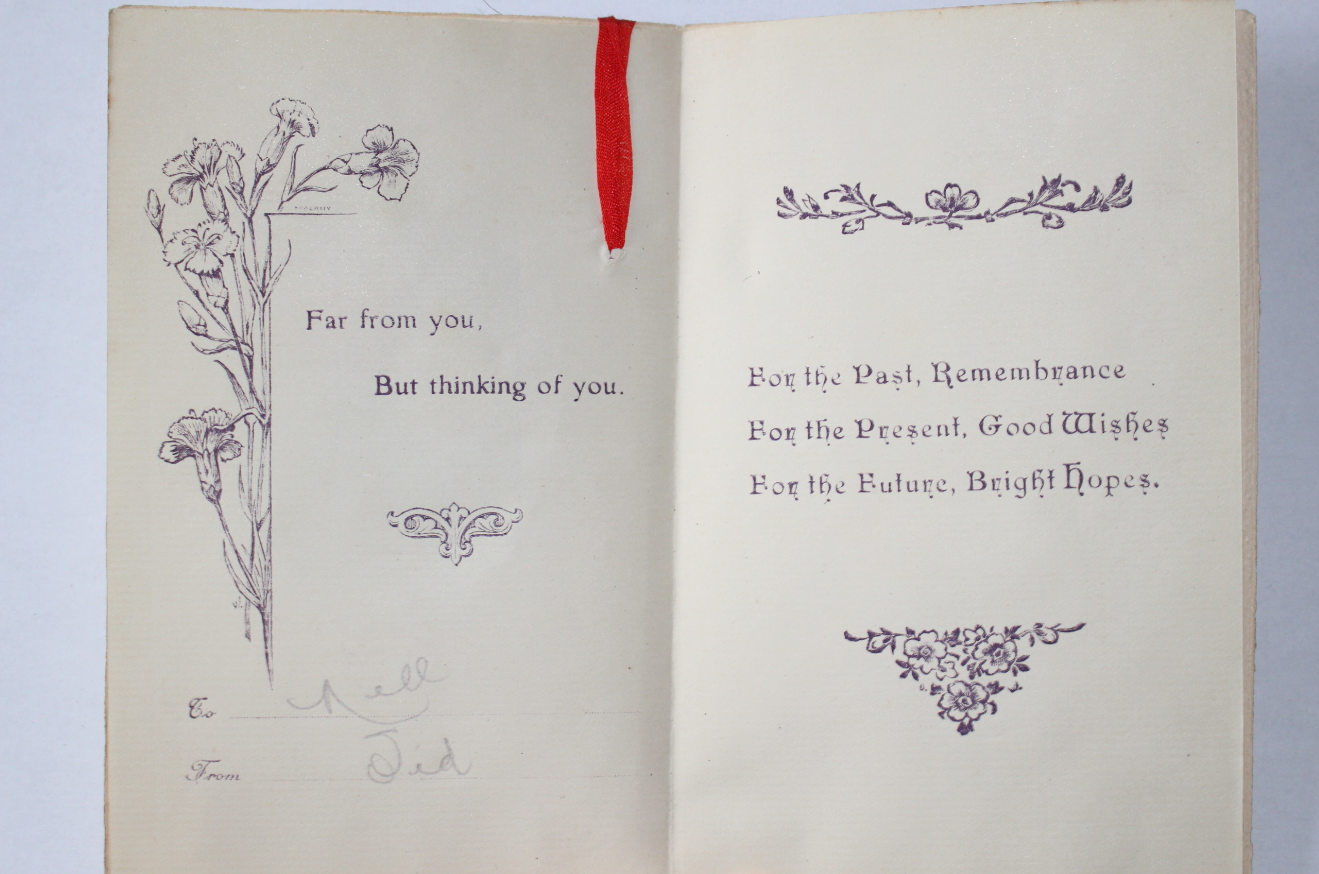 Far from you,
But thinking of you.
To Nell
From
For the Past, Remembrance
For the Present, Good Wishes
For the Future, Bright Hopes.